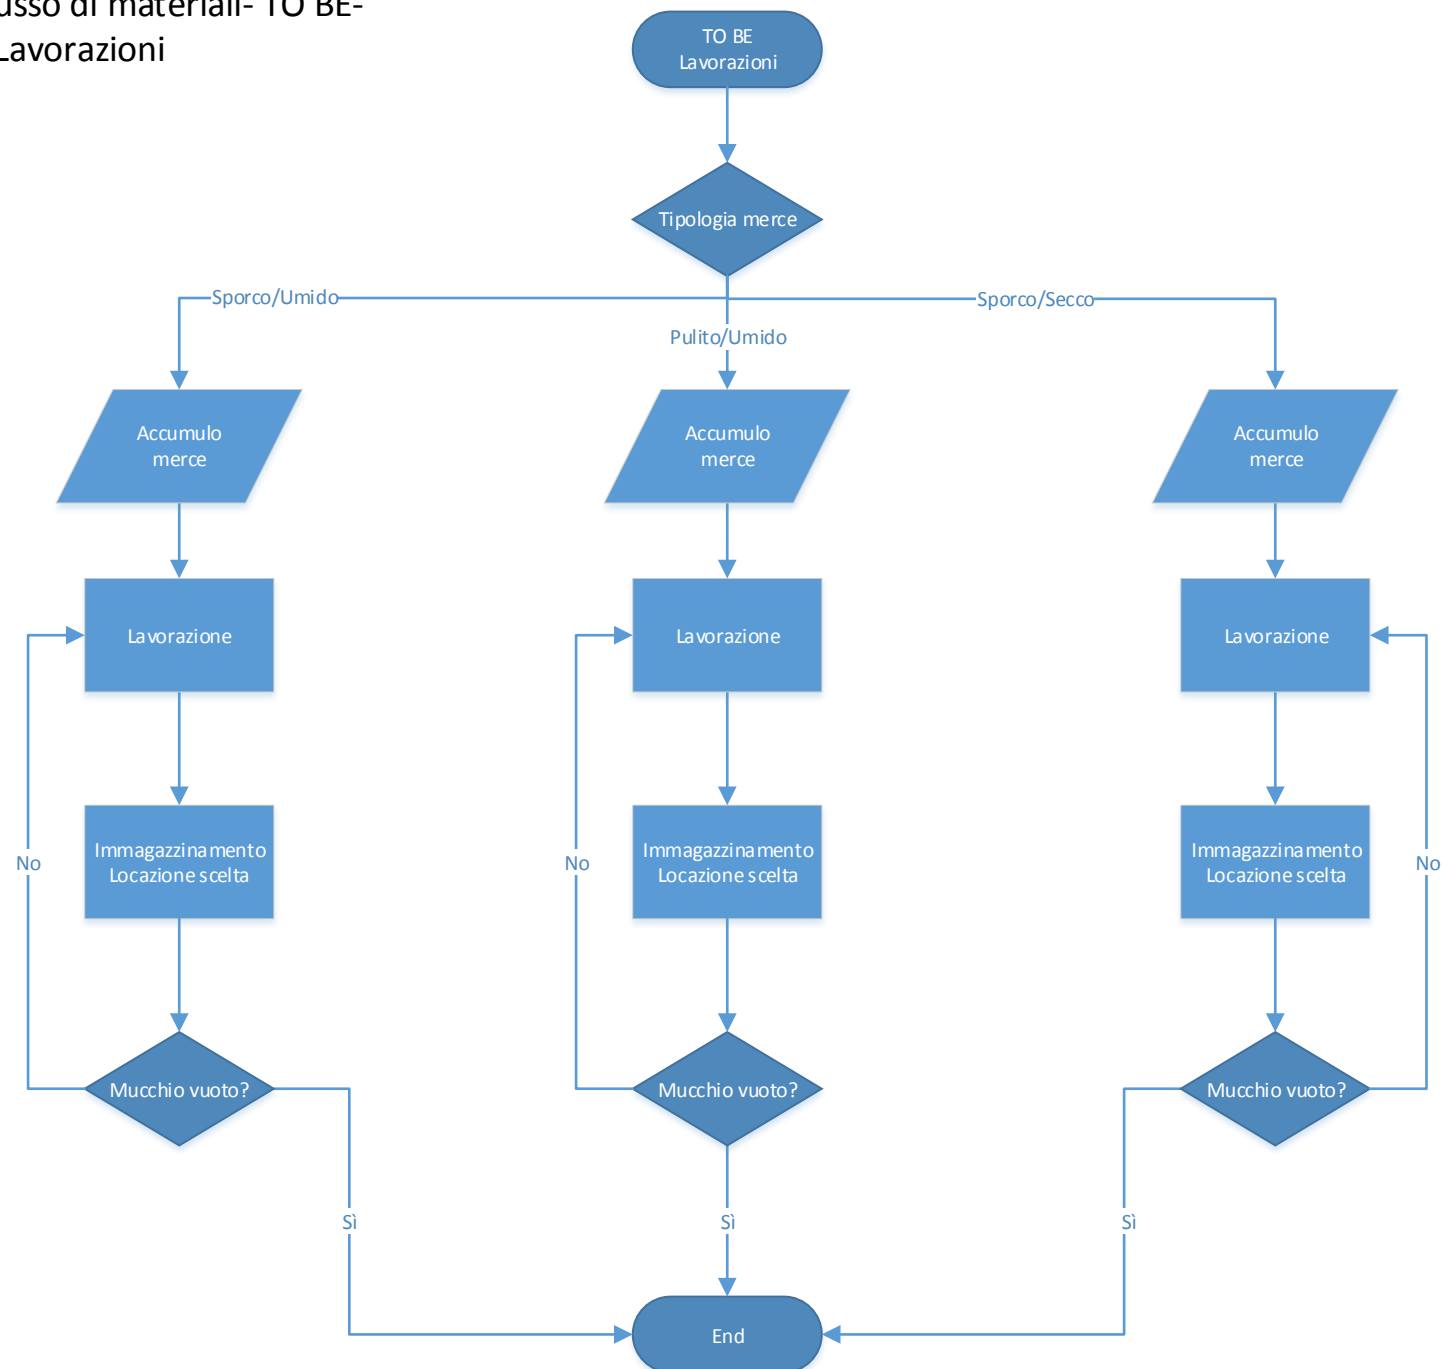 usso di materiali- TO BE-
Lavorazioni
TO BE
Lavorazioni
Tipologia merce
Sporco/Umido
Sporco/Secco
Pulito/Umido
Accumulo
merce
Accumulo
merce
Accumulo
merce
Lavorazione
Lavorazione
Lavorazione
Immagazzinamento
Locazione scelta
Immagazzinamento
Locazione scelta
Immagazzinamento
Locazione scelta
No
No
No
Mucchio vuoto?
Mucchio vuoto?
Mucchio vuoto?
Sì
Sì
Sì
End